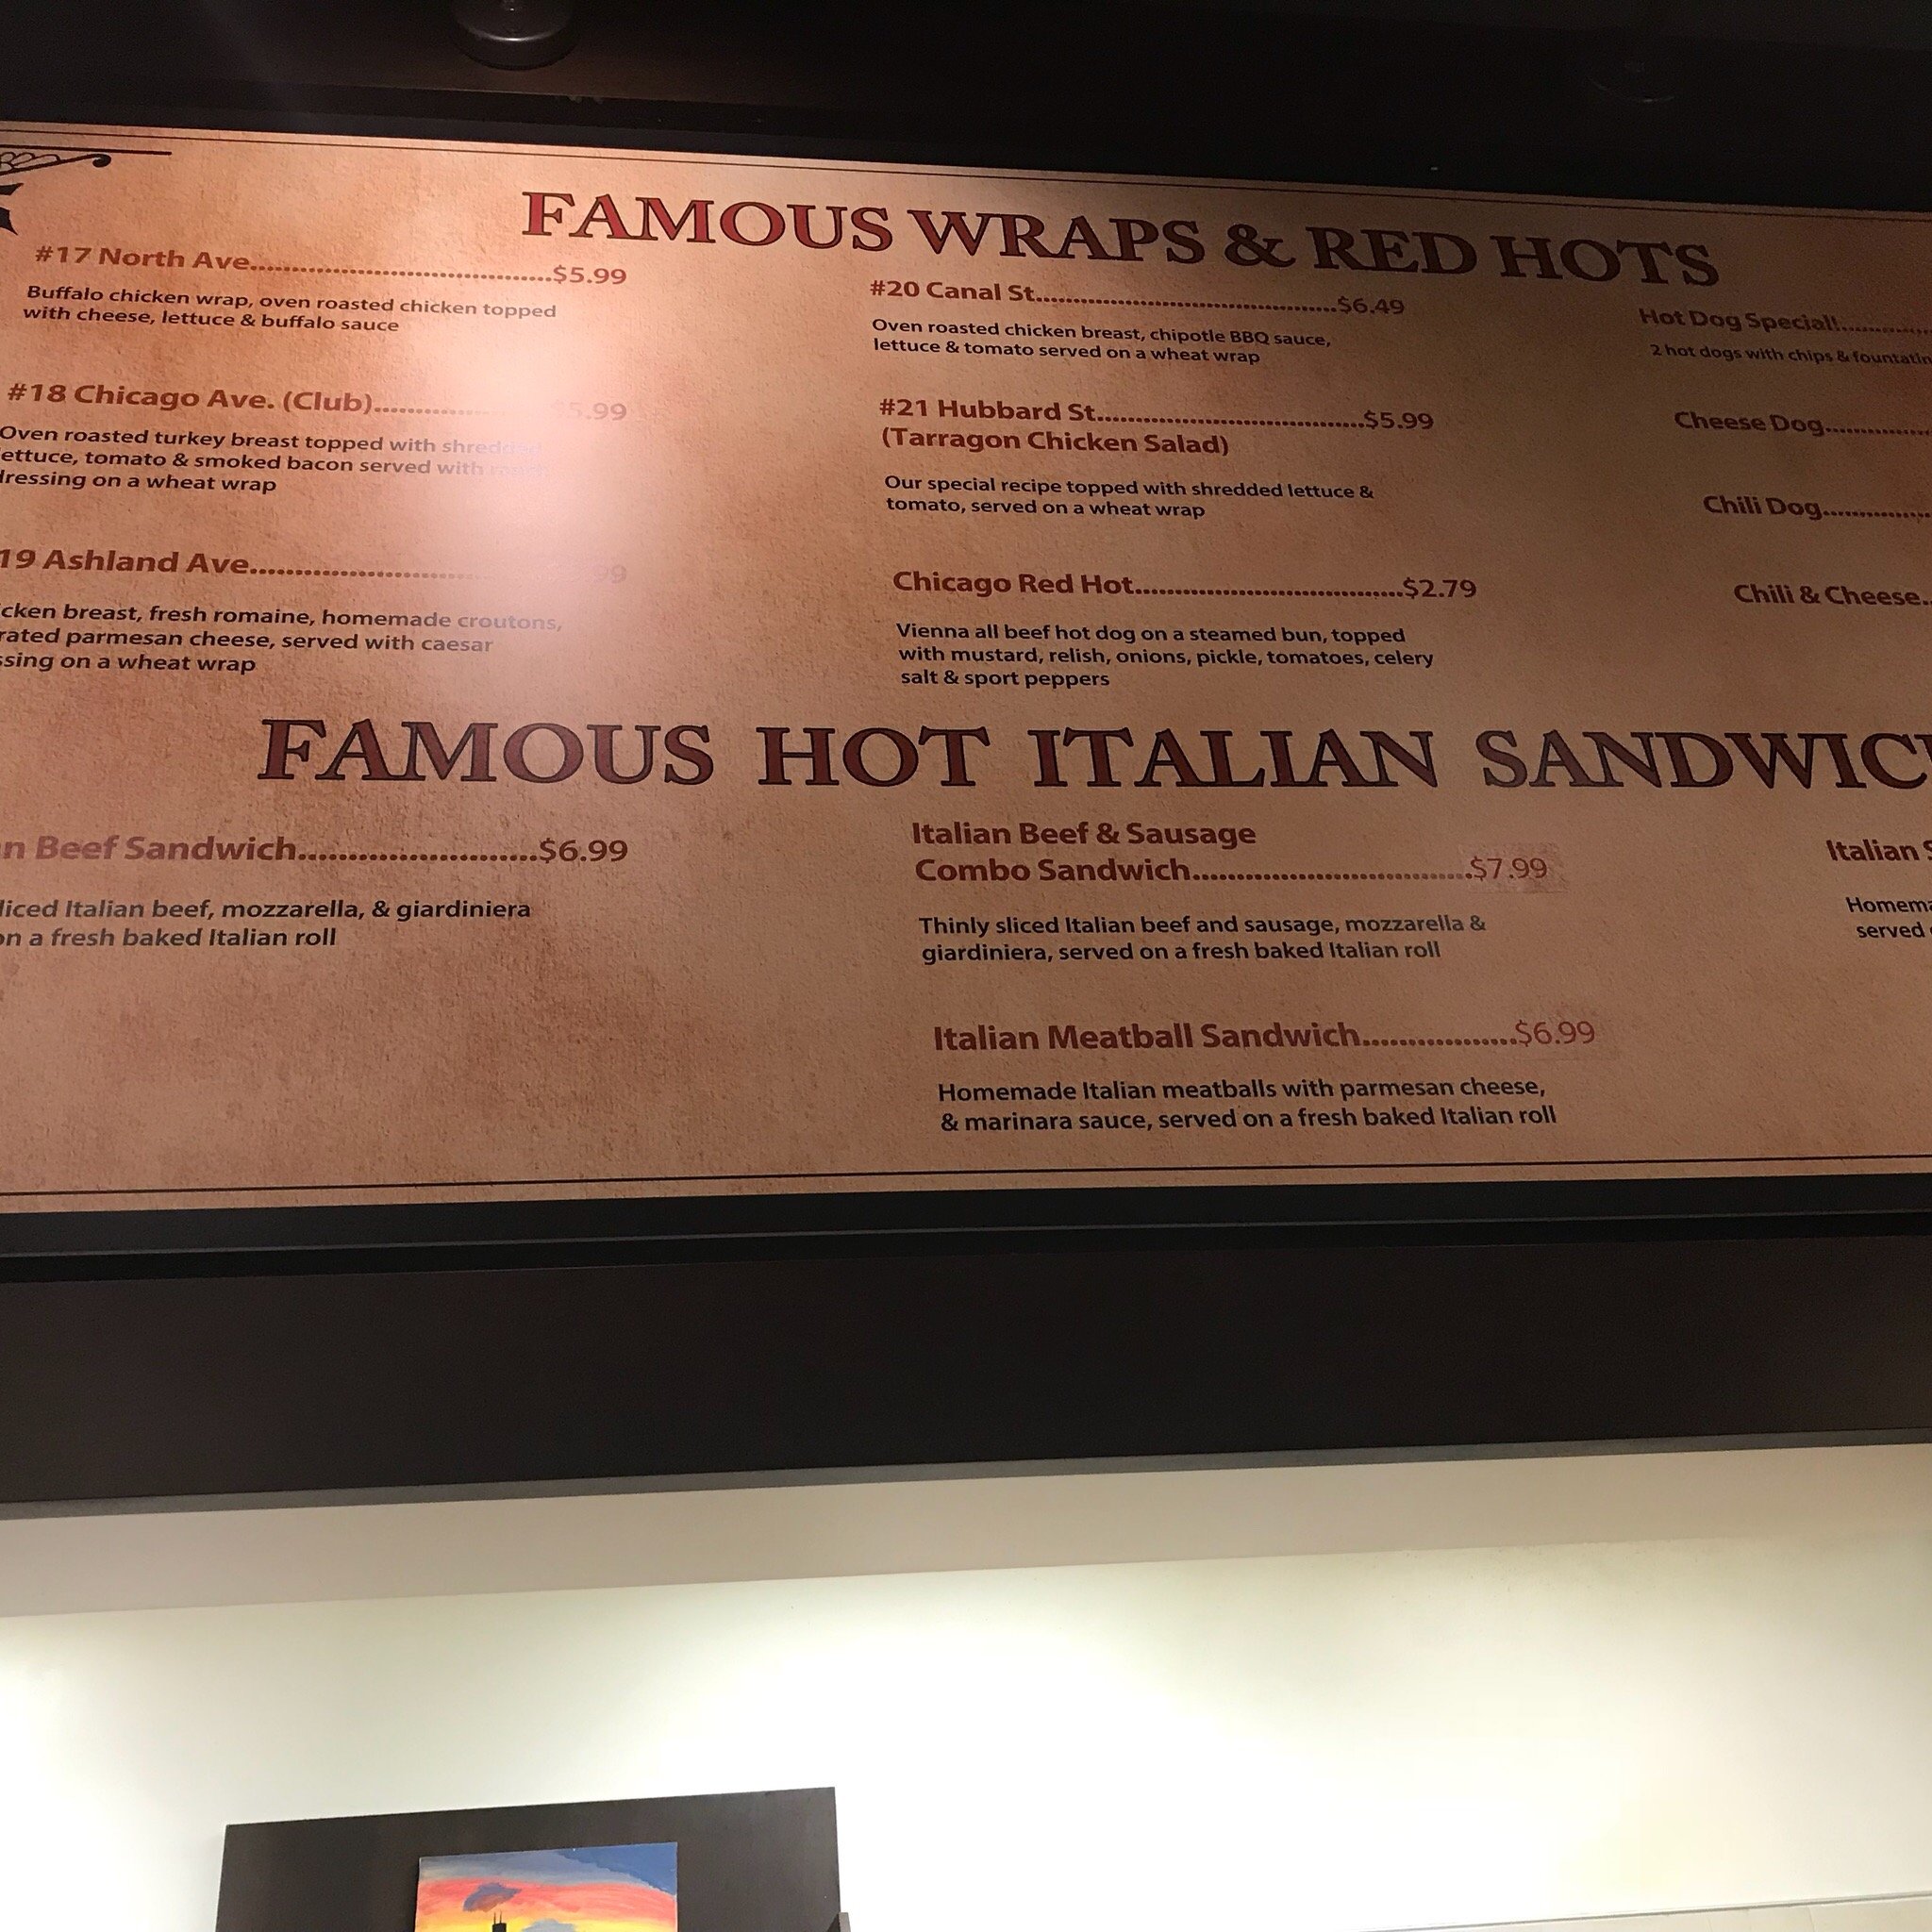 FAMOUS WRAPS & RED HOTS
#17 North Ave..................................$5.99
Buffalo chicken wrap, oven roasted chicken topped
with cheese, lettuce & buffalo sauce
#18 Chicago Ave. (Club)................ $5.99
Oven roasted turkey breast topped with shredded
lettuce, tomato & smoked bacon served with
dressing on a wheat wrap
19 Ashland Ave..........................
breast, fresh romaine, homemade croutons,
parmesan cheese, served with caesar
on a wheat wrap
#20 Canal St..................................$6.49
Oven roasted chicken breast, chipotle BBQ sauce,
lettuce & tomato served on a wheat wrap
#21 Hubbard St..................................$5.99
(Tarragon Chicken Salad)
Our special recipe topped with shredded lettuce &
tomato, served on a wheat wrap
Chicago Red Hot..................................$2.79
Vienna all beef hot dog on a steamed bun, topped
with mustard, relish, onions, pickle, tomatoes, celery
salt & sport peppers
Hot Dog Special!............
2 hot dogs with chips & fountatin
Cheese Dog..............
Chili Dog..............
Chili & Cheese..
FAMOUS HOT ITALIAN
Beef Sandwich..........................$6.99
Italian beef, mozzarella, & giardiniera
on a fresh baked Italian roll
Italian Beef & Sausage
Combo Sandwich................................$7.99
Thinly sliced Italian beef and sausage, mozzarella &
giardiniera, served on a fresh baked Italian roll
Italian Meatball Sandwich..................$6.99
Homemade Italian meatballs with parmesan cheese,
& marinara sauce, served on a fresh baked Italian roll
Italian
served